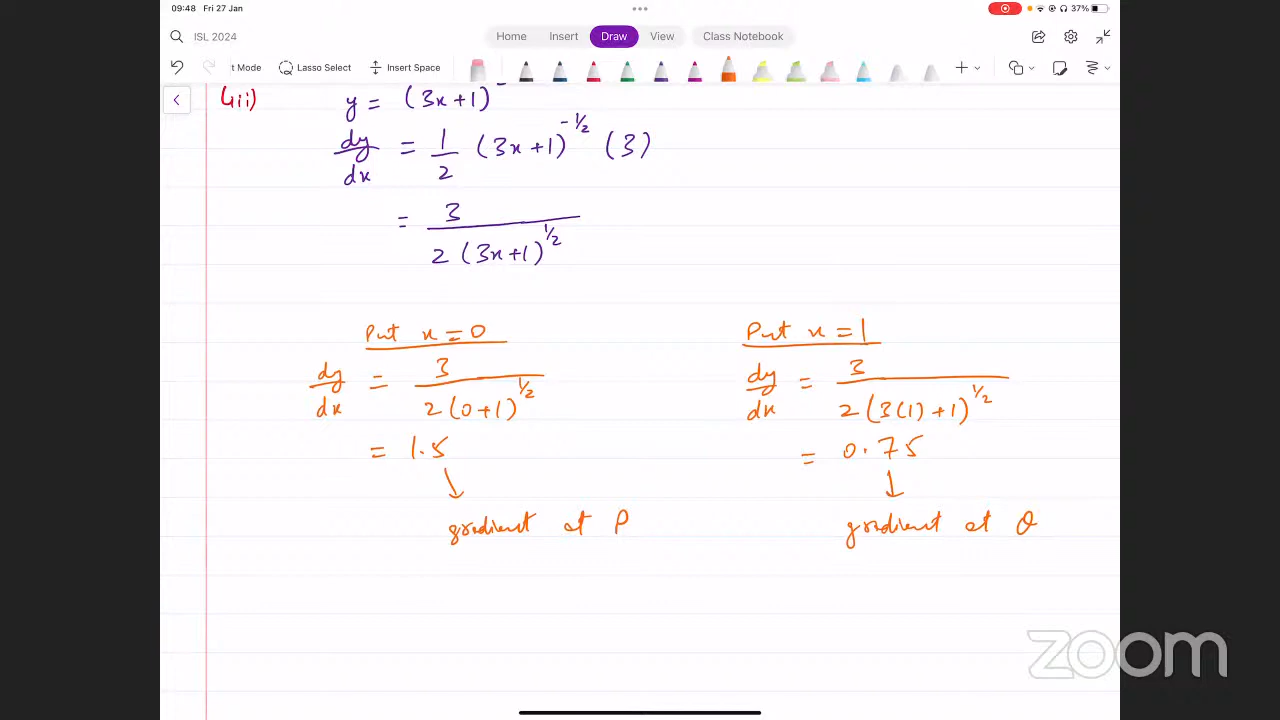 09:48 Fri 27 Jan 37%
ISL 2024 Home Insert Draw View Class Notebook
t Mode Lasso Select Insert Space
(iii) y = (3x+1)
dy/dx = 1/2 (3x+1)^-1/2 (3)
= 3 / 2(3x+1)^1/2
Put x=0
dy/dx = 3 / 2(0+1)^1/2
= 1.5
gradient at P
Put x=1
dy/dx = 3 / 2(3(1)+1)^1/2
= 0.75
gradient at Q
zoom